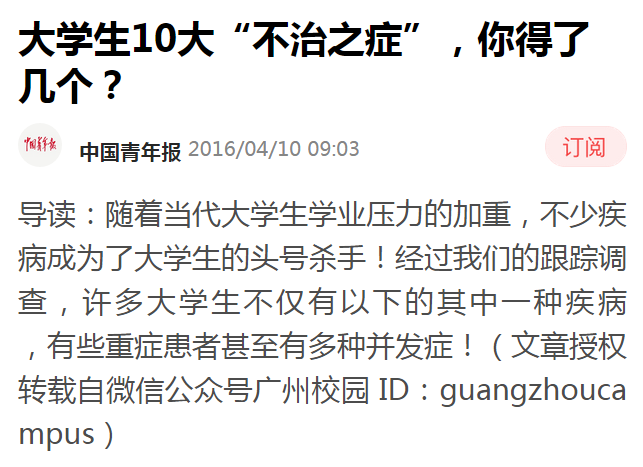 大学生10大“不治之症”，你得了
几个？
中国青年报
中国青年报 2016/04/10 09:03
订阅
导读：随着当代大学生学业压力的加重，不少疾
病成为了大学生的头号杀手！经过我们的跟踪调
查，许多大学生不仅有以下的其中一种疾病
，有些重症患者甚至有多种并发症！（文章授权
转载自微信公众号广州校园 ID：guangzhouca
mpus）